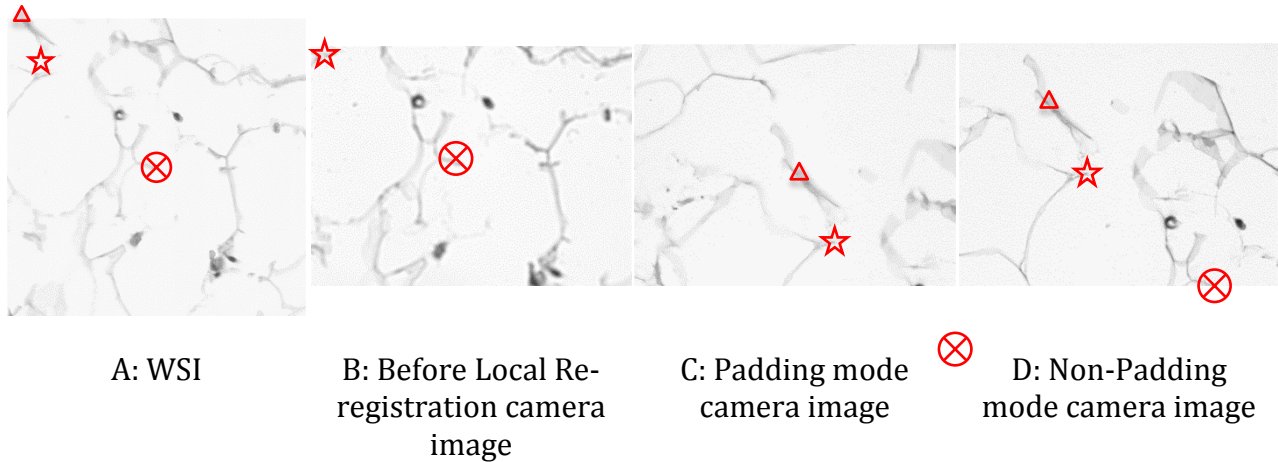 A: WSI
B: Before Local Re-
registration camera
image
C: Padding mode
camera image
D: Non-Padding
mode camera image